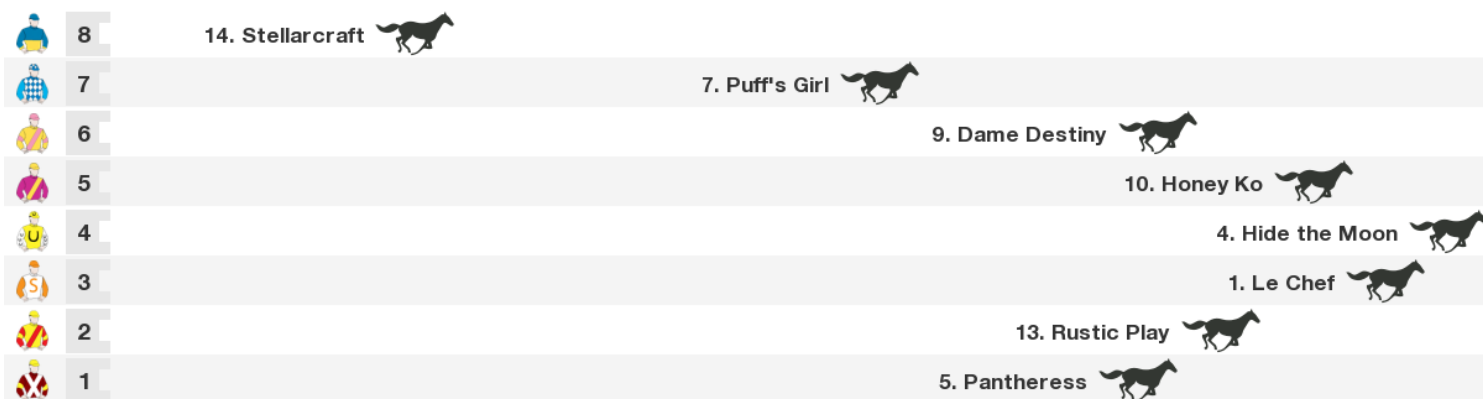 8 14. Stellarcraft
7 7. Puff's Girl
6 9. Dame Destiny
5 10. Honey Ko
U 4 4. Hide the Moon
S 3 1. Le Chef
2 13. Rustic Play
X 1 5. Pantheress